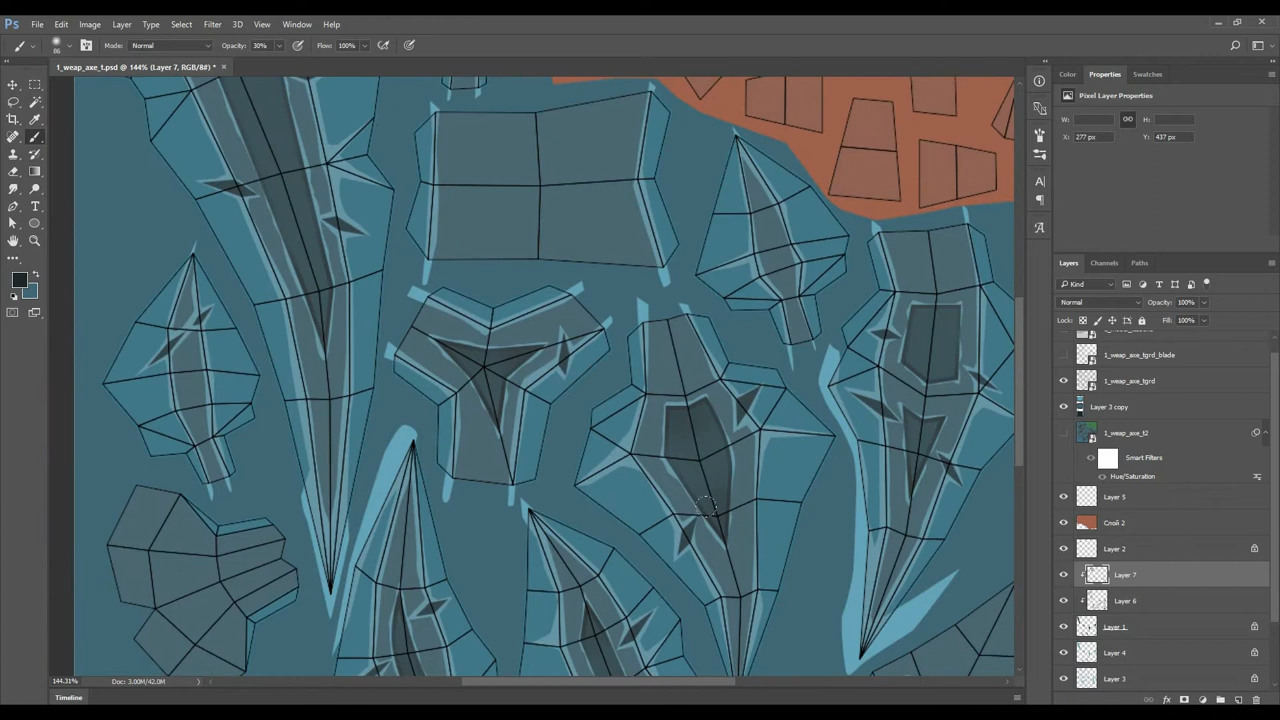 Ps File Edit Image Layer Type Select Filter 3D View Window Help
86 Mode: Normal Opacity: 30% Flow: 100%
1_weap_axe_t.psd @ 144% (Layer 7, RGB/8#) *
Color Properties Swatches
Pixel Layer Properties
W: H:
X: 277 px Y: 437 px
Layers Channels Paths
Kind
Normal Opacity: 100%
Lock: Fill: 100%
1_weap_axe_tgrd_blade
1_weap_axe_tgrd
Layer 3 copy
1_weap_axe_t2
Smart Filters
Hue/Saturation
Layer 5
Слой 2
Layer 2
Layer 7
Layer 6
Layer 1
Layer 4
Layer 3
144.31% Doc: 3.00M/42.0M
Timeline